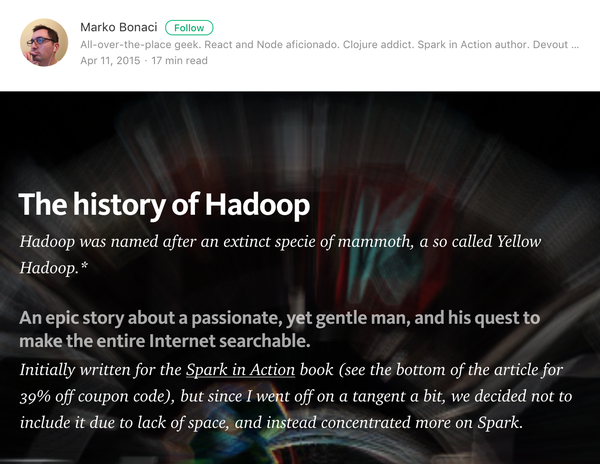 Marko Bonaci Follow
All-over-the-place geek. React and Node aficionado. Clojure addict. Spark in Action author. Devout ...
Apr 11, 2015 · 17 min read
The history of Hadoop
Hadoop was named after an extinct specie of mammoth, a so called Yellow
Hadoop.*
An epic story about a passionate, yet gentle man, and his quest to
make the entire Internet searchable.
Initially written for the Spark in Action book (see the bottom of the article for
39% off coupon code), but since I went off on a tangent a bit, we decided not to
include it due to lack of space, and instead concentrated more on Spark.